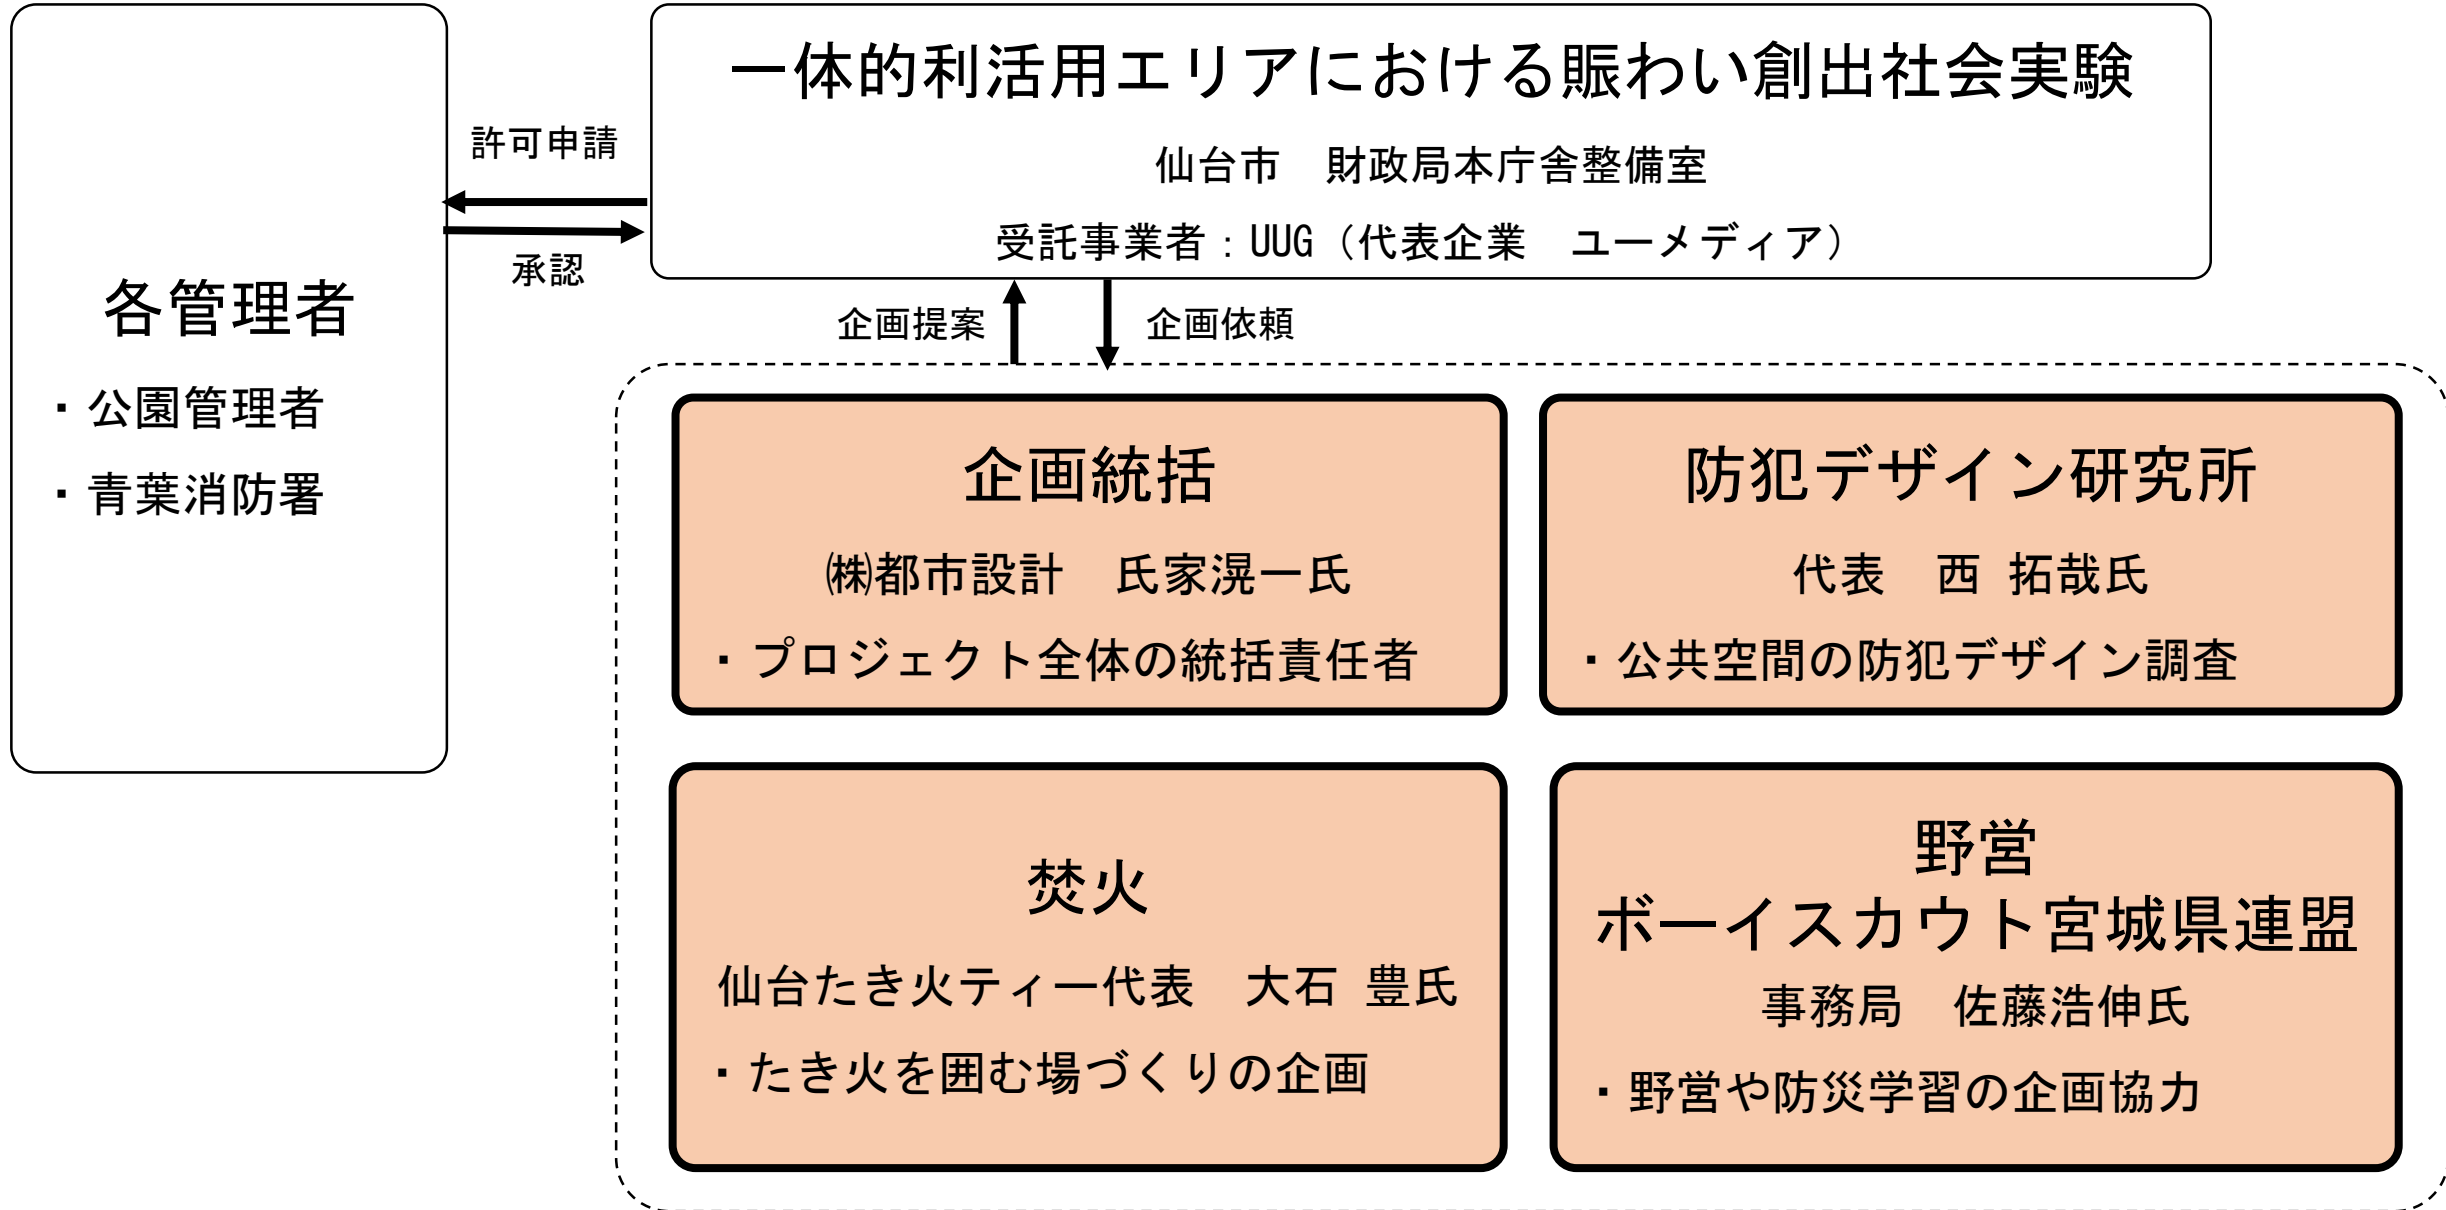 一体的利活用エリアにおける賑わい創出社会実験
仙台市　財政局本庁舎整備室
受託事業者：UUG（代表企業　ユーメディア）
許可申請
承認
各管理者
・公園管理者
・青葉消防署
企画提案
企画依頼
企画統括
㈱都市設計　氏家滉一氏
・プロジェクト全体の統括責任者
防犯デザイン研究所
代表　西 拓哉氏
・公共空間の防犯デザイン調査
焚火
仙台たき火ティー代表　大石 豊氏
・たき火を囲む場づくりの企画
野営
ボーイスカウト宮城県連盟
事務局　佐藤浩伸氏
・野営や防災学習の企画協力